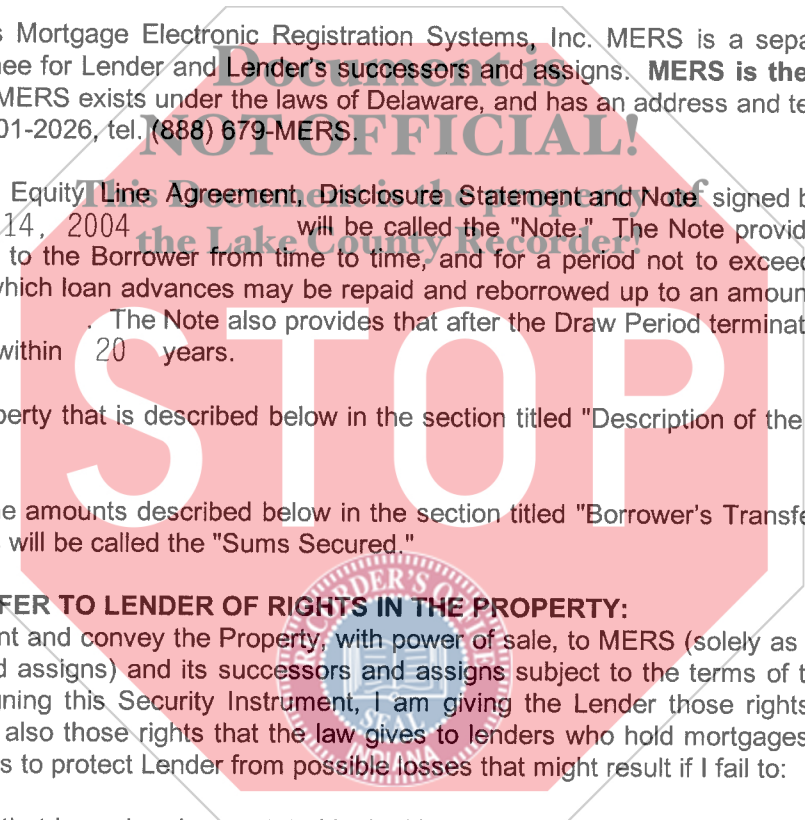 s Mortgage Electronic Registration Systems, Inc. MERS is a sepa
nee for Lender and Lender's successors and assigns. MERS is the
MERS exists under the laws of Delaware, and has an address and te
01-2026, tel. (888) 679-MERS.
Document is
NOT OFFICIAL!
This Document is the property of
the Lake County Recorder!
Equity Line Agreement, Disclosure Statement and Note signed b
14, 2004 will be called the "Note." The Note provid
to the Borrower from time to time, and for a period not to exceed
which loan advances may be repaid and reborrowed up to an amoun
. The Note also provides that after the Draw Period terminat
within 20 years.
STOP
perty that is described below in the section titled "Description of the
e amounts described below in the section titled "Borrower's Transfe
will be called the "Sums Secured."
FER TO LENDER OF RIGHTS IN THE PROPERTY:
nt and convey the Property, with power of sale, to MERS (solely as
d assigns) and its successors and assigns subject to the terms of t
ning this Security Instrument, I am giving the Lender those rights
also those rights that the law gives to lenders who hold mortgages
s to protect Lender from possible losses that might result if I fail to:
RECORDER'S OFFICE
SEAL
INDIANA